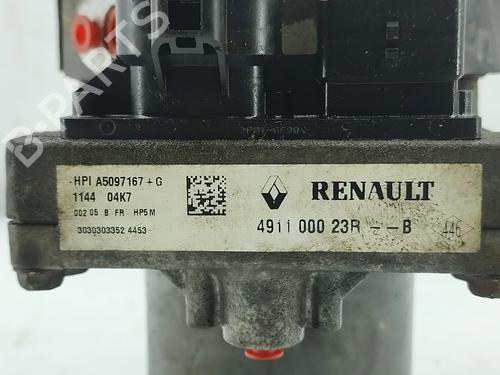 B-PARTS
HPI A5097167+G
1144 04K7
002 05 B FR HP5M
3030303352 4453
RENAULT
4911 000 23R -- B
446